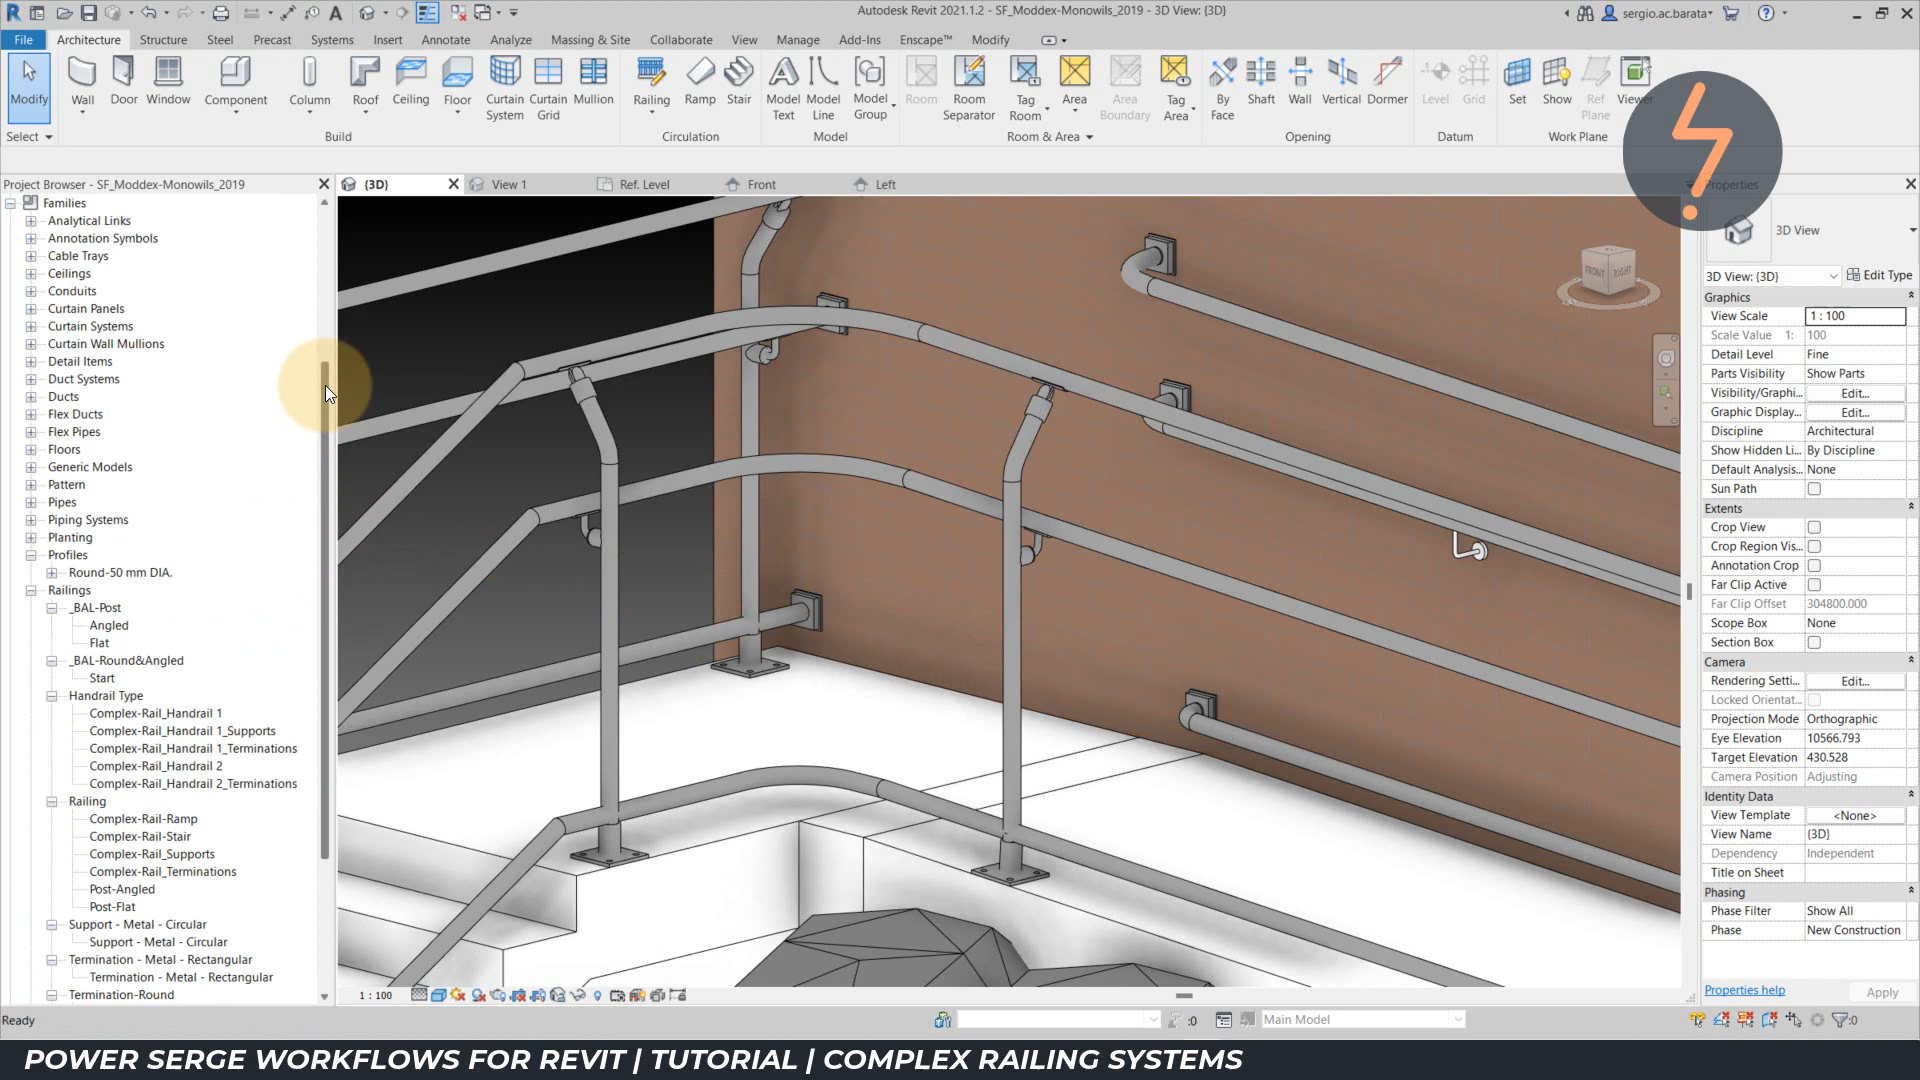 Autodesk Revit 2021.1.2 - SF_Moddex-Monowils_2019 - 3D View: {3D}
sergio.ac.barata
File Architecture Structure Steel Precast Systems Insert Annotate Analyze Massing & Site Collaborate View Manage Add-Ins Enscape™ Modify
Modify Wall Door Window Component Column Roof Ceiling Floor Curtain System Curtain Grid Mullion Railing Ramp Stair Model Text Model Line Model Group Room Room Separator Tag Room Area Area Boundary Tag Area By Face Shaft Wall Vertical Dormer Level Grid Set Show Ref Plane Viewer
Select Build Circulation Model Room & Area Opening Datum Work Plane
Project Browser - SF_Moddex-Monowils_2019
{3D} View 1 Ref. Level Front Left
Properties
Families
Analytical Links
Annotation Symbols
Cable Trays
Ceilings
Conduits
Curtain Panels
Curtain Systems
Curtain Wall Mullions
Detail Items
Duct Systems
Ducts
Flex Ducts
Flex Pipes
Floors
Generic Models
Pattern
Pipes
Piping Systems
Planting
Profiles
Round-50 mm DIA.
Railings
_BAL-Post
Angled
Flat
_BAL-Round&Angled
Start
Handrail Type
Complex-Rail_Handrail 1
Complex-Rail_Handrail 1_Supports
Complex-Rail_Handrail 1_Terminations
Complex-Rail_Handrail 2
Complex-Rail_Handrail 2_Terminations
Railing
Complex-Rail-Ramp
Complex-Rail-Stair
Complex-Rail_Supports
Complex-Rail_Terminations
Post-Angled
Post-Flat
Support - Metal - Circular
Support - Metal - Circular
Termination - Metal - Rectangular
Termination - Metal - Rectangular
Termination-Round
FRONT RIGHT
3D View
3D View: {3D} Edit Type
Graphics
View Scale 1 : 100
Scale Value 1: 100
Detail Level Fine
Parts Visibility Show Parts
Visibility/Graphi... Edit...
Graphic Display... Edit...
Discipline Architectural
Show Hidden Li... By Discipline
Default Analysis... None
Sun Path
Extents
Crop View
Crop Region Vis...
Annotation Crop
Far Clip Active
Far Clip Offset 304800.000
Scope Box None
Section Box
Camera
Rendering Setti... Edit...
Locked Orientat...
Projection Mode Orthographic
Eye Elevation 10566.793
Target Elevation 430.528
Camera Position Adjusting
Identity Data
View Template <None>
View Name {3D}
Dependency Independent
Title on Sheet
Phasing
Phase Filter Show All
Phase New Construction
Properties help Apply
1 : 100
Ready :0 Main Model :0
POWER SERGE WORKFLOWS FOR REVIT | TUTORIAL | COMPLEX RAILING SYSTEMS